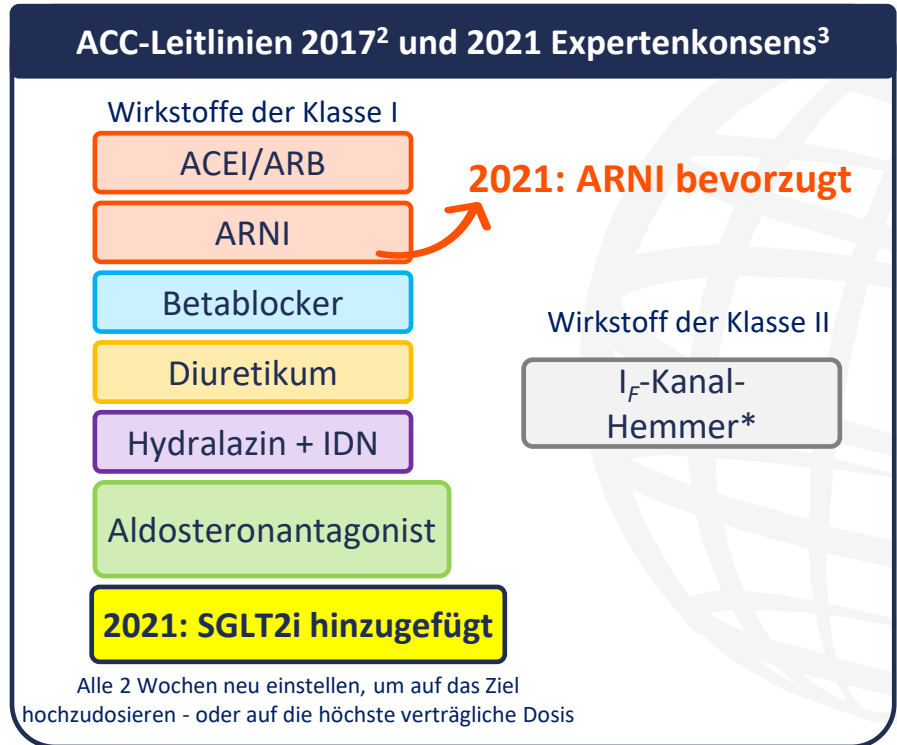 ACC-Leitlinien 2017² und 2021 Expertenkonsens³
Wirkstoffe der Klasse I
ACEI/ARB
2021: ARNI bevorzugt
ARNI
Betablocker
Diuretikum
Hydralazin + IDN
Aldosteronantagonist
2021: SGLT2i hinzugefügt
Alle 2 Wochen neu einstellen, um auf das Ziel
hochzudosieren - oder auf die höchste verträgliche Dosis
Wirkstoff der Klasse II
IF-Kanal-
Hemmer*